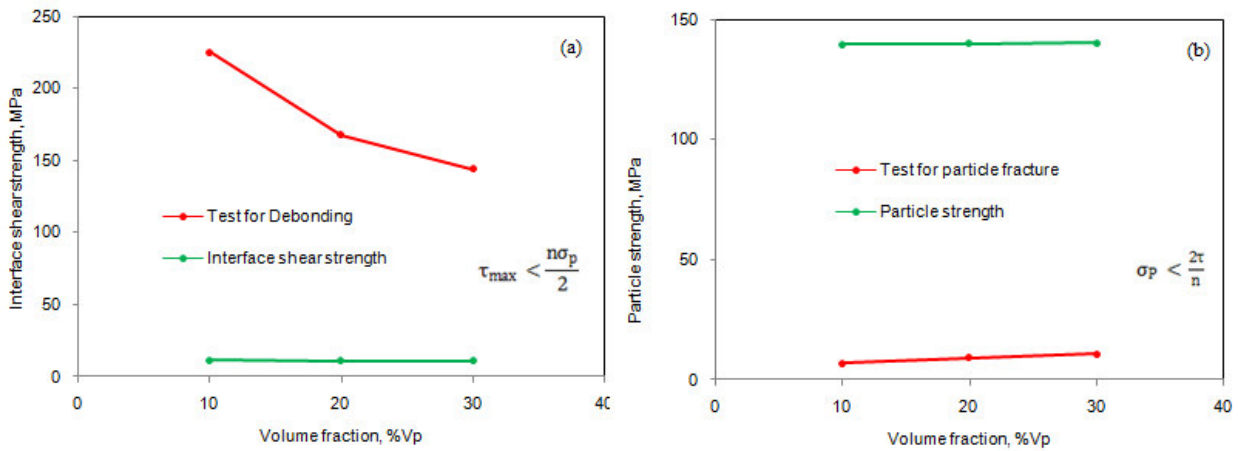 250
200
150
100
50
0
0
10
20
30
40
Interface shear strength, MPa
Volume fraction, %Vp
(a)
Test for Debonding
Interface shear strength
τmax < nσp/2
150
100
50
0
0
10
20
30
40
Particle strength, MPa
Volume fraction, %Vp
(b)
Test for particle fracture
Particle strength
σP < 2τ/n